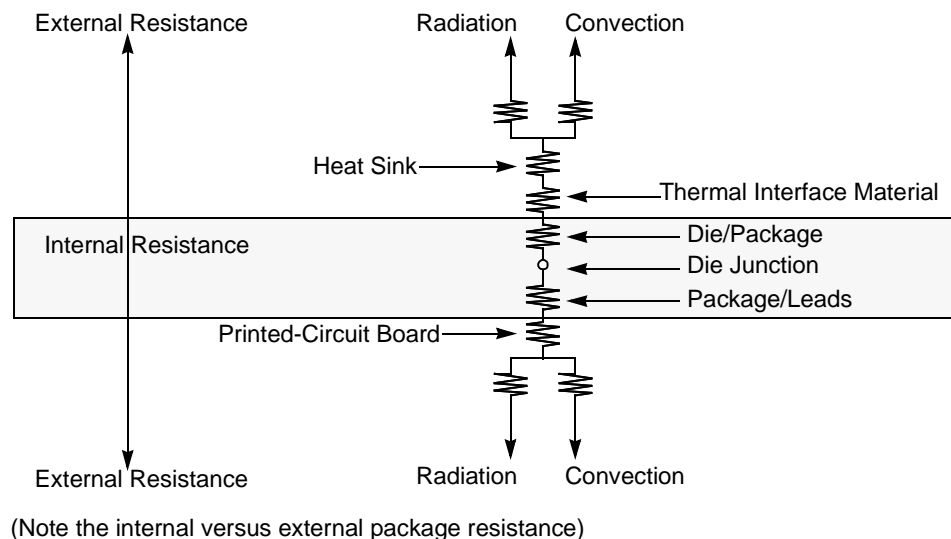 External Resistance
Radiation
Convection
Heat Sink
Thermal Interface Material
Internal Resistance
Die/Package
Die Junction
Package/Leads
Printed-Circuit Board
External Resistance
Radiation
Convection
(Note the internal versus external package resistance)